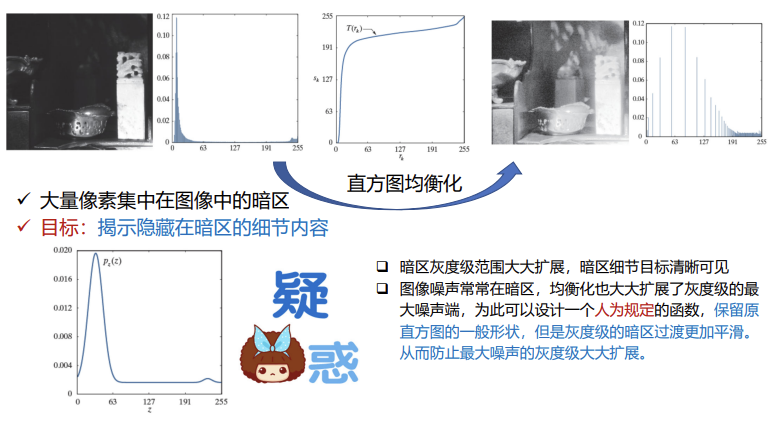 0.12
0.10
0.08
0.06
0.04
0.02
0
0 63 127 191 255
255
191
127
63
0
0 63 127 191 255
T(rₖ)
sₖ
rₖ
0.12
0.10
0.08
0.06
0.04
0.02
0
0 63 127 191 255
直方图均衡化
✓ 大量像素集中在图像中的暗区
✓ 目标：揭示隐藏在暗区的细节内容
0.020
0.016
0.012
0.008
0.004
0
0 63 127 191 255
p_z(z)
z
疑
惑
❑ 暗区灰度级范围大大扩展，暗区细节目标清晰可见
❑ 图像噪声常常在暗区，均衡化也大大扩展了灰度级的最
大噪声端，为此可以设计一个人为规定的函数，保留原
直方图的一般形状，但是灰度级的暗区过渡更加平滑。
从而防止最大噪声的灰度级大大扩展。